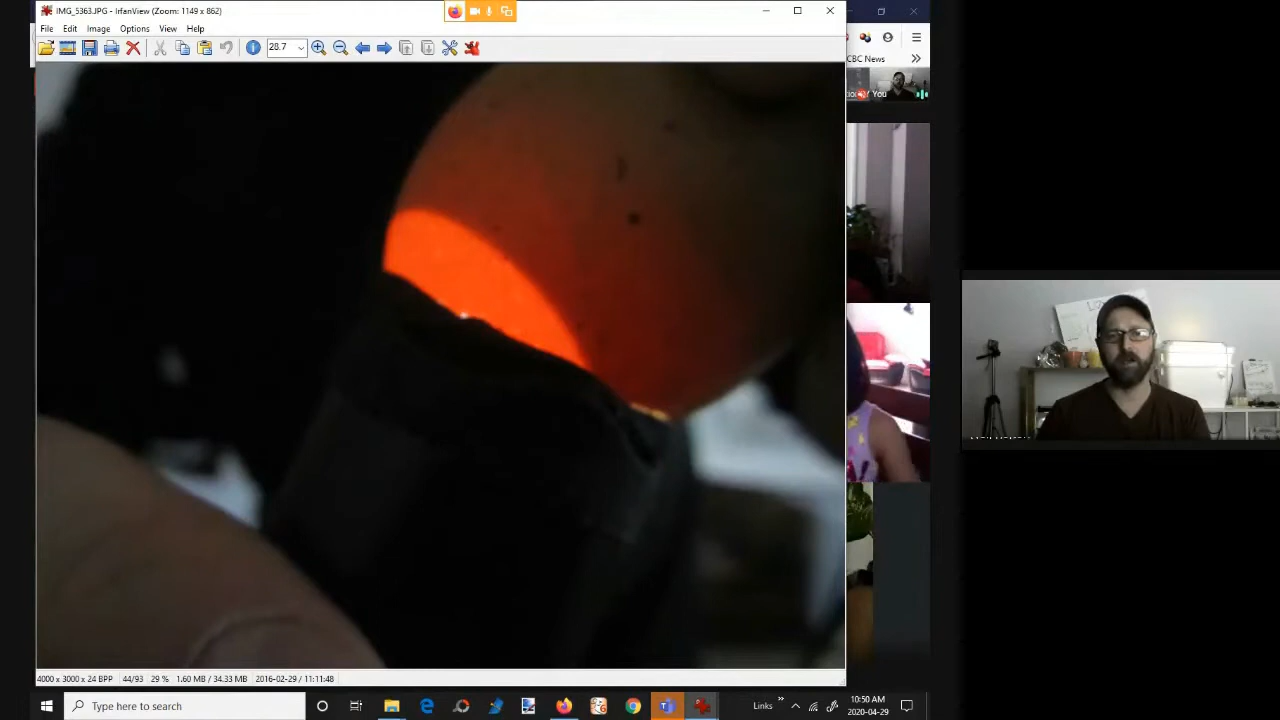 IMG_5363.JPG - IrfanView (Zoom: 1149 x 862)
File Edit Image Options View Help
28.7
CBC News
You
4000 x 3000 x 24 BPP 44/93 29 % 1.60 MB / 34.33 MB 2016-02-29 / 11:11:48
Type here to search
Links
10:50 AM
2020-04-29